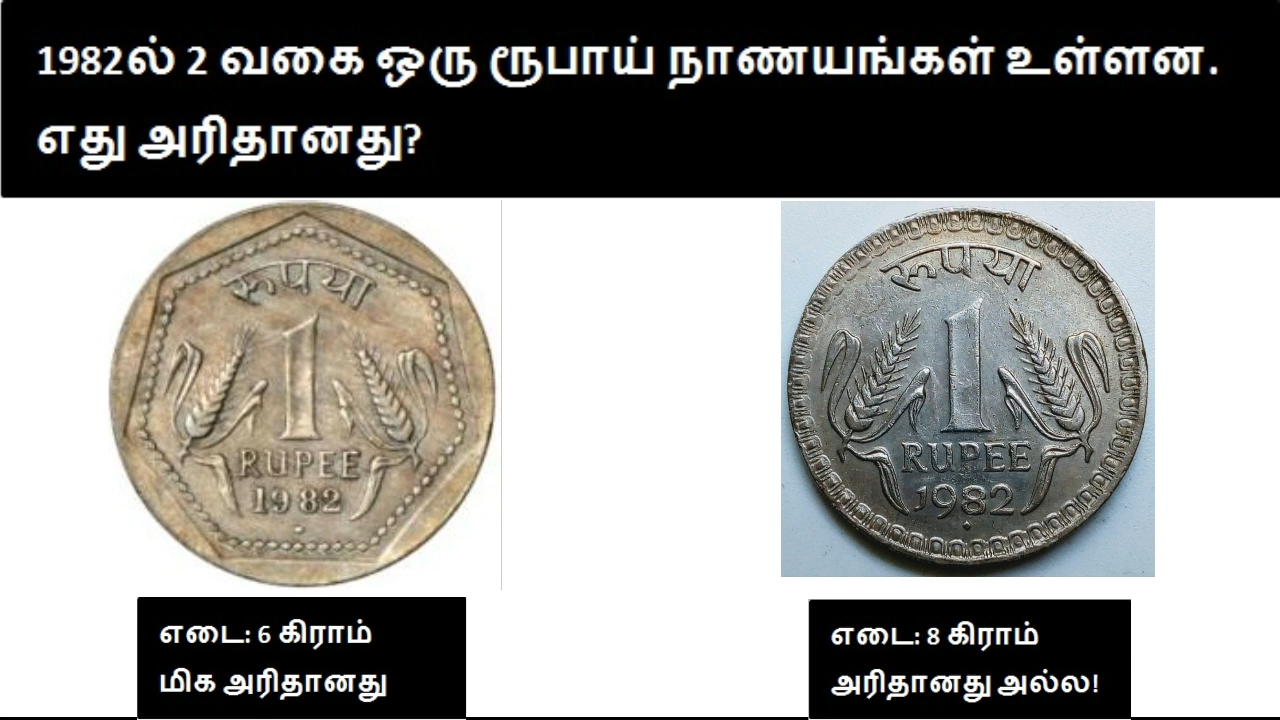 1982ல் 2 வகை ஒரு ரூபாய் நாணயங்கள் உள்ளன.
எது அரிதானது?
रूपया
1
RUPEE
1982
रूपया
1
RUPEE
1982
எடை: 6 கிராம்
மிக அரிதானது
எடை: 8 கிராம்
அரிதானது அல்ல!